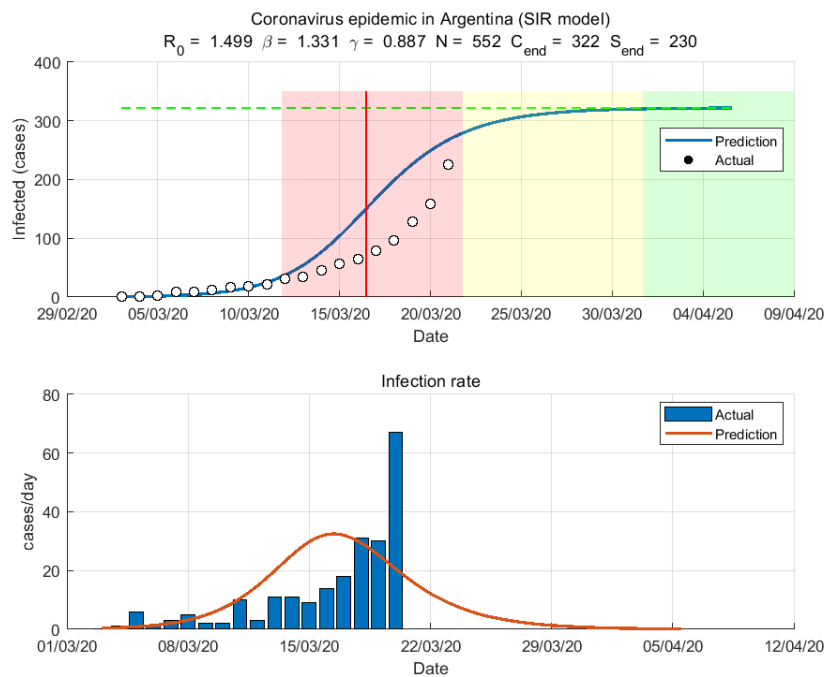 Coronavirus epidemic in Argentina (SIR model)
R0 = 1.499 β = 1.331 γ = 0.887 N = 552 Cend = 322 Send = 230
400
300
200
100
0
Infected (cases)
Prediction
Actual
29/02/20 05/03/20 10/03/20 15/03/20 20/03/20 25/03/20 30/03/20 04/04/20 09/04/20
Date
Infection rate
80
60
40
20
0
cases/day
Actual
Prediction
01/03/20 08/03/20 15/03/20 22/03/20 29/03/20 05/04/20 12/04/20
Date